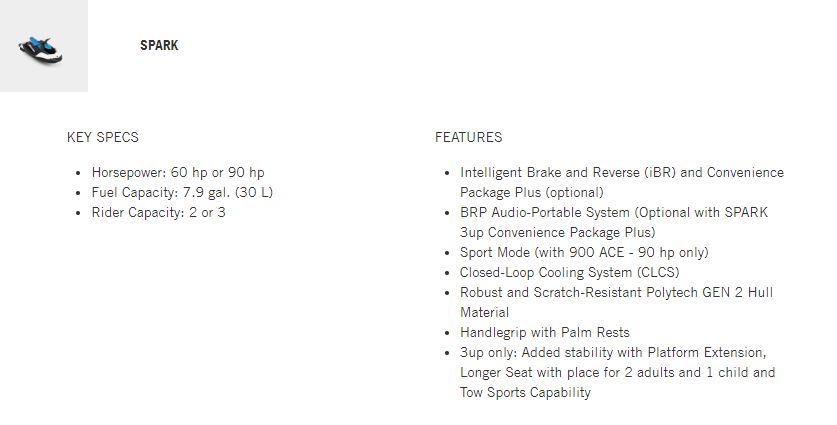 SPARK
KEY SPECS
• Horsepower: 60 hp or 90 hp
• Fuel Capacity: 7.9 gal. (30 L)
• Rider Capacity: 2 or 3
FEATURES
• Intelligent Brake and Reverse (iBR) and Convenience
Package Plus (optional)
• BRP Audio-Portable System (Optional with SPARK
3up Convenience Package Plus)
• Sport Mode (with 900 ACE - 90 hp only)
• Closed-Loop Cooling System (CLCS)
• Robust and Scratch-Resistant Polytech GEN 2 Hull
Material
• Handlegrip with Palm Rests
• 3up only: Added stability with Platform Extension,
Longer Seat with place for 2 adults and 1 child and
Tow Sports Capability